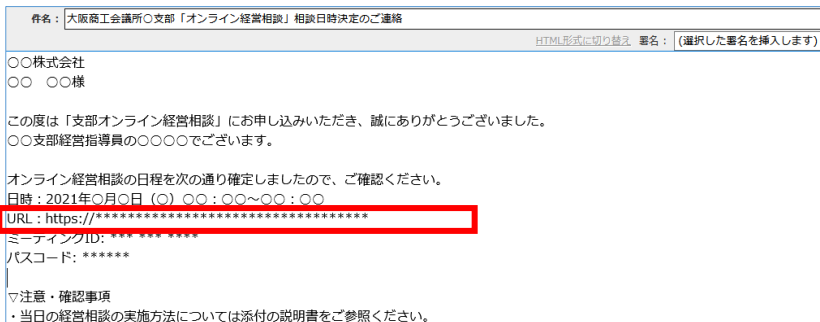 件名： 大阪商工会議所○支部「オンライン経営相談」相談日時決定のご連絡
HTML形式に切り替え 署名： (選択した署名を挿入します)
○○株式会社
○○　○○様
この度は「支部オンライン経営相談」にお申し込みいただき、誠にありがとうございました。
○○支部経営指導員の○○○○でございます。
オンライン経営相談の日程を次の通り確定しましたので、ご確認ください。
日時：2021年○月○日（○）○○：○○～○○：○○
URL：https://**********************************
ミーティングID: *** *** ****
パスコード: ******
▽注意・確認事項
・当日の経営相談の実施方法については添付の説明書をご参照ください。